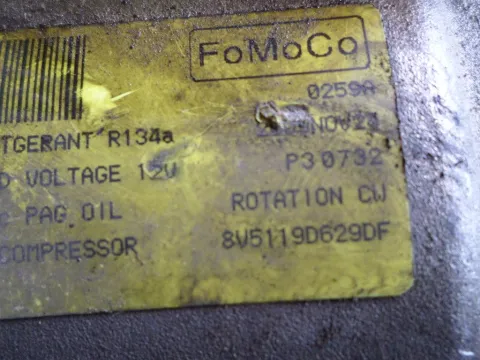 FoMoCo
0259A
NOV21
TGERANT R134a
P30732
D VOLTAGE 12V
ROTATION CW
PAG OIL
8V5119D629DF
COMPRESSOR